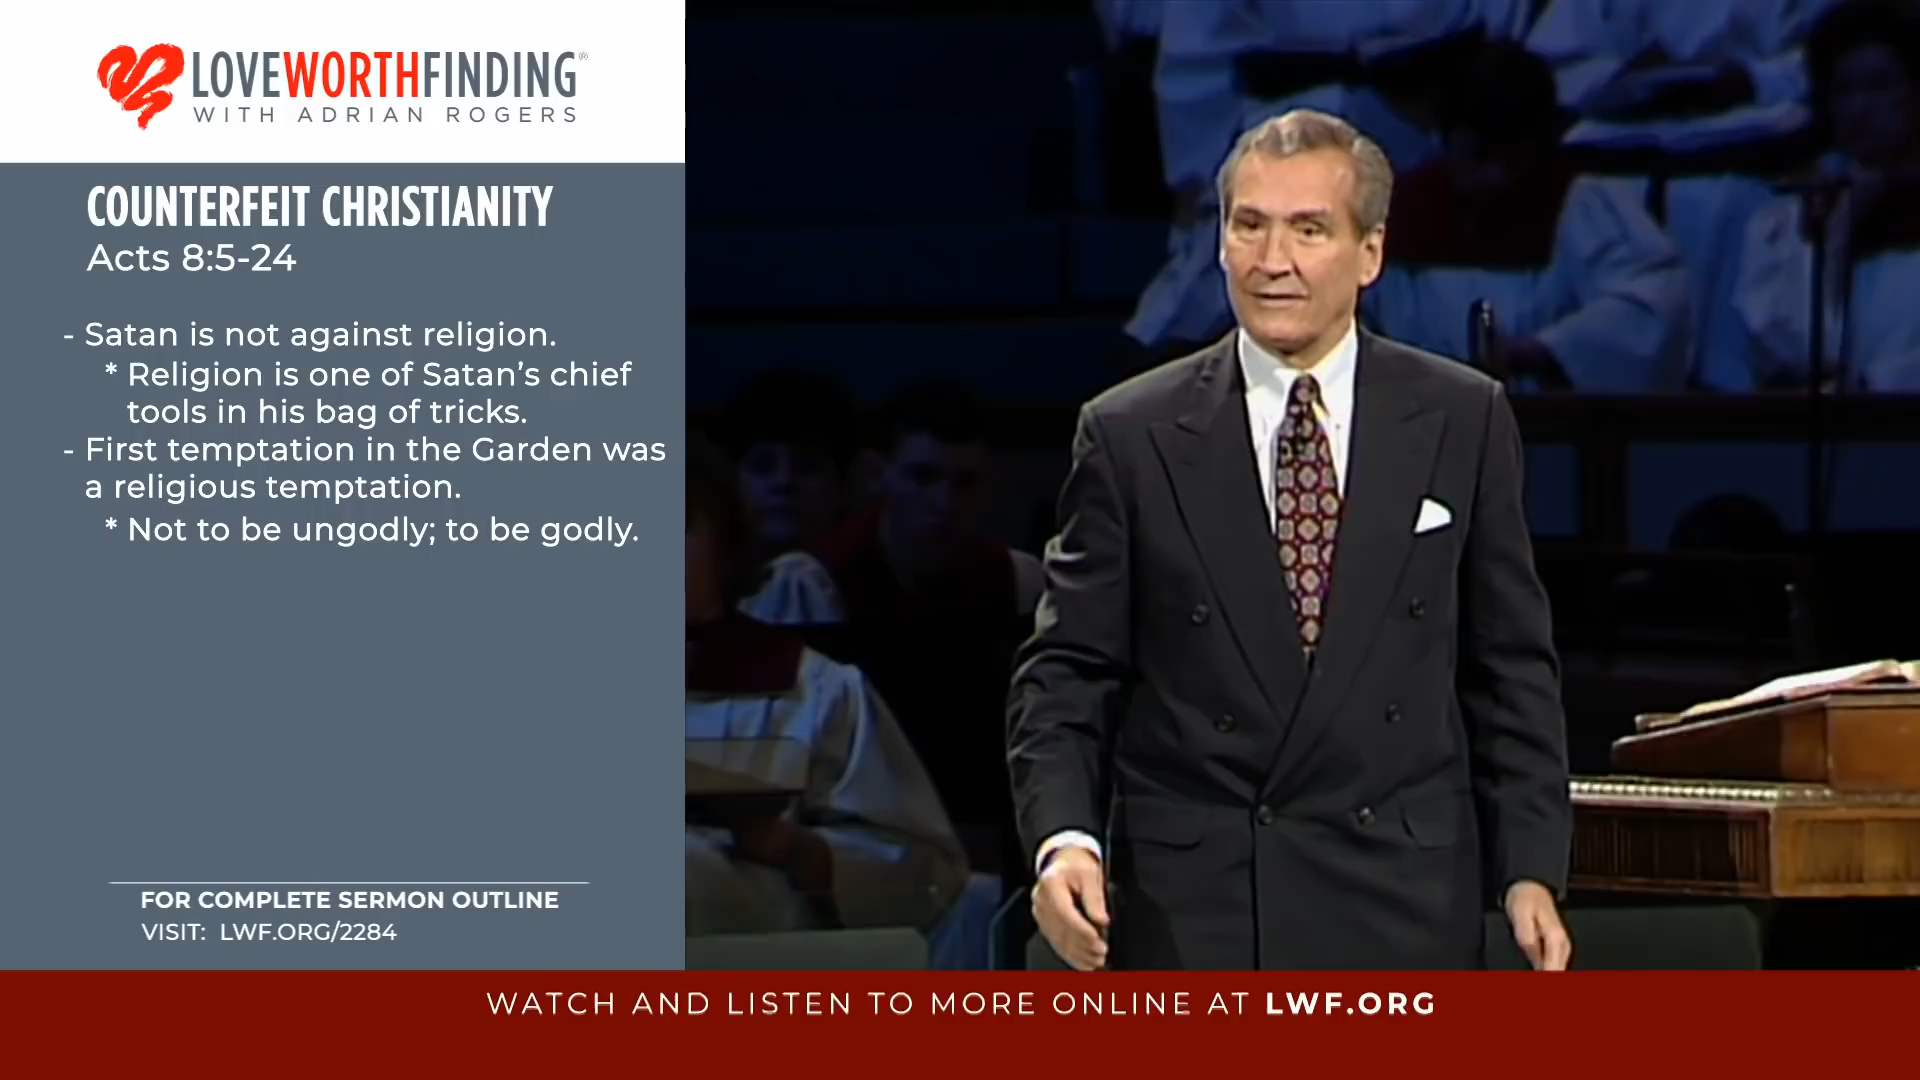 LOVEWORTHFINDING®
WITH ADRIAN ROGERS
COUNTERFEIT CHRISTIANITY
Acts 8:5-24
- Satan is not against religion.
* Religion is one of Satan’s chief
tools in his bag of tricks.
- First temptation in the Garden was
a religious temptation.
* Not to be ungodly; to be godly.
FOR COMPLETE SERMON OUTLINE
VISIT: LWF.ORG/2284
WATCH AND LISTEN TO MORE ONLINE AT LWF.ORG